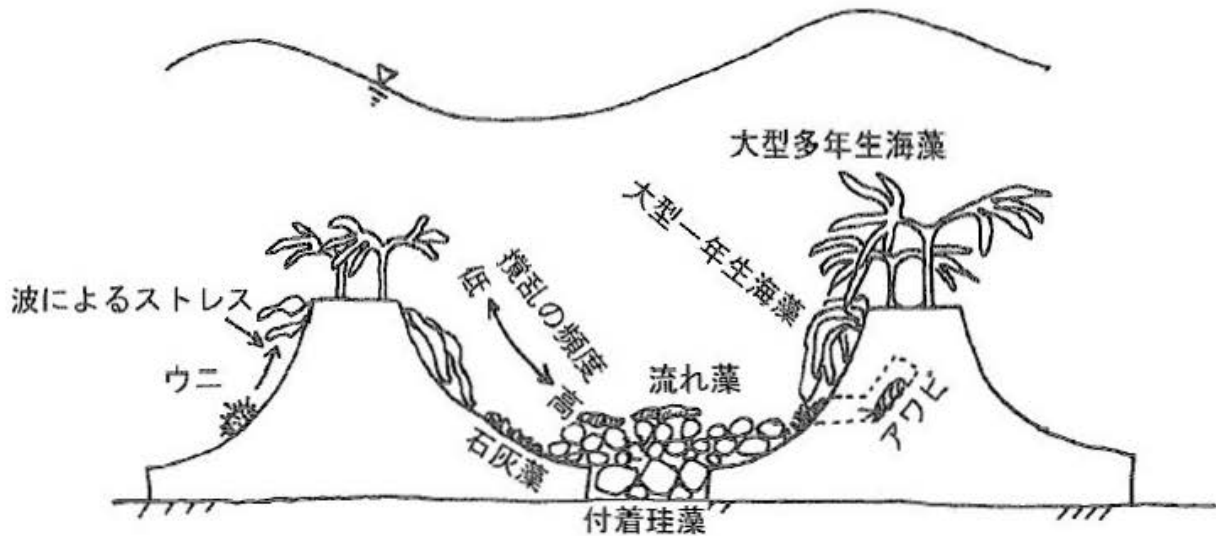 大型多年生海藻
大型一年生海藻
波によるストレス
ウニ
撹乱の頻度
低
高
流れ藻
アワビ
石灰藻
付着珪藻